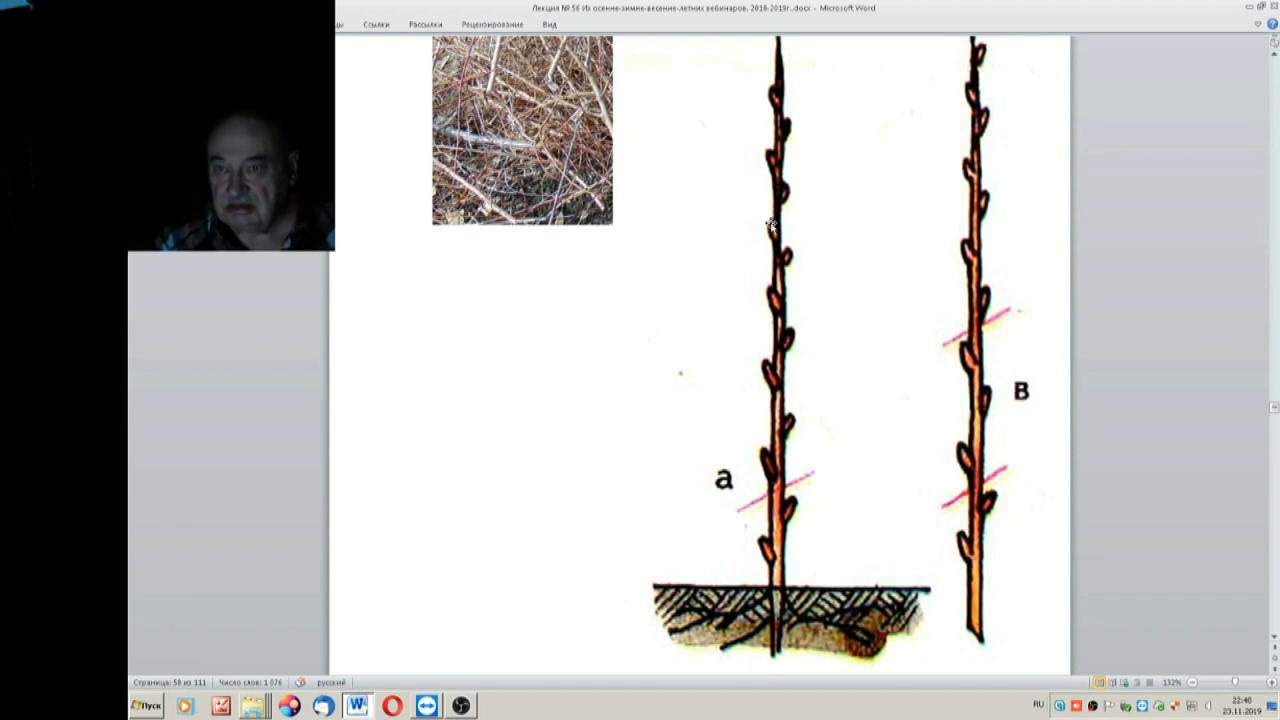 Лекция № 56 Из осенне-зимне-весенне-летних вебинаров. 2018-2019г..docx - Microsoft Word
Ссылки Рассылки Рецензирование Вид
а
в
Страница: 58 из 111 Число слов: 1 076 русский 132%
Пуск RU 22:40
23.11.2019